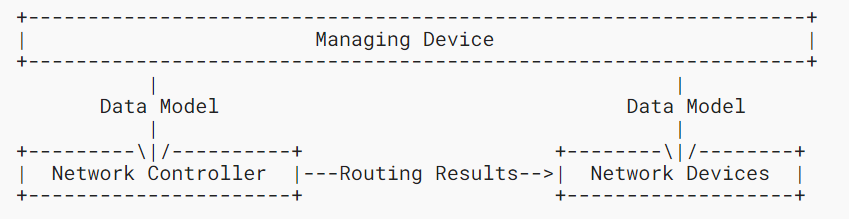 +-----------------------------------------------------------------+
|                        Managing Device                          |
+-----------------------------------------------------------------+
           |                                           |
       Data Model                                  Data Model
           |                                           |
+---------\|/----------+                     +--------\|/--------+
|  Network Controller  |---Routing Results-->|  Network Devices  |
+----------------------+                     +-------------------+